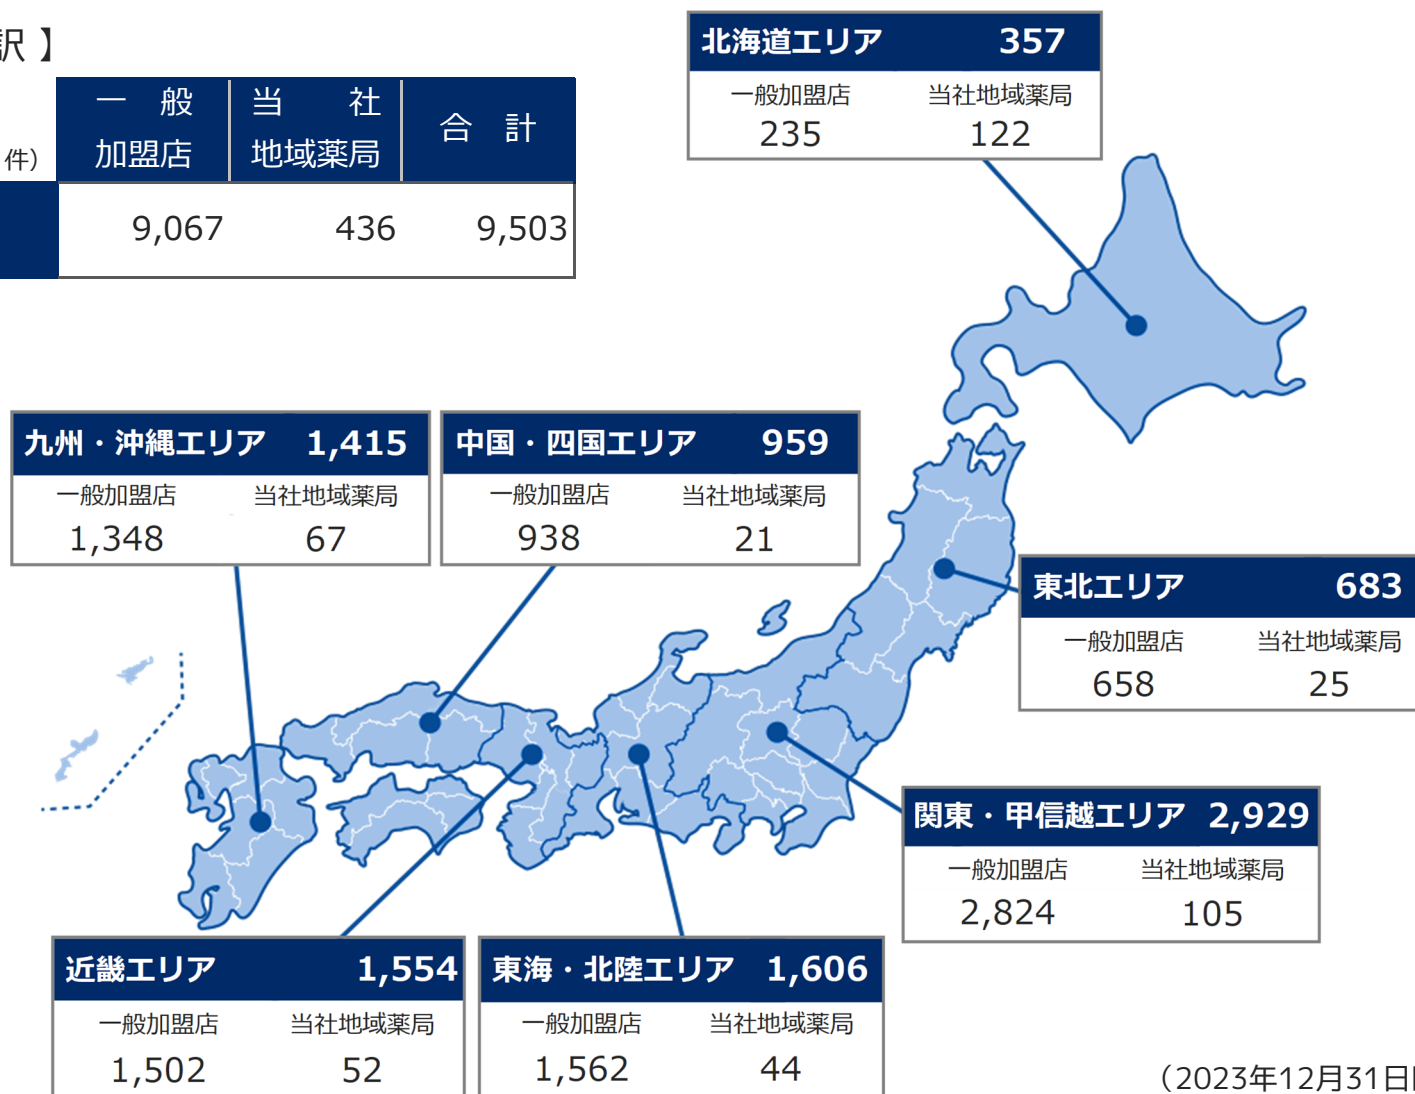 訳 】
件）
一　般
加盟店
当　　社
地域薬局
合　計
9,067
436
9,503
北海道エリア 357
一般加盟店 当社地域薬局
235 122
九州・沖縄エリア 1,415
一般加盟店 当社地域薬局
1,348 67
中国・四国エリア 959
一般加盟店 当社地域薬局
938 21
東北エリア 683
一般加盟店 当社地域薬局
658 25
関東・甲信越エリア 2,929
一般加盟店 当社地域薬局
2,824 105
近畿エリア 1,554
一般加盟店 当社地域薬局
1,502 52
東海・北陸エリア 1,606
一般加盟店 当社地域薬局
1,562 44
（2023年12月31日